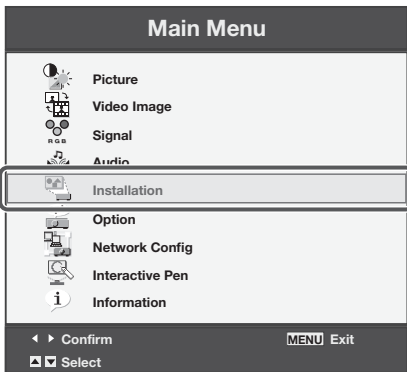 Main Menu
Picture
Video Image
RGB
Signal
Audio
Installation
Option
Network Config
Interactive Pen
i
Information
Confirm
MENU Exit
Select